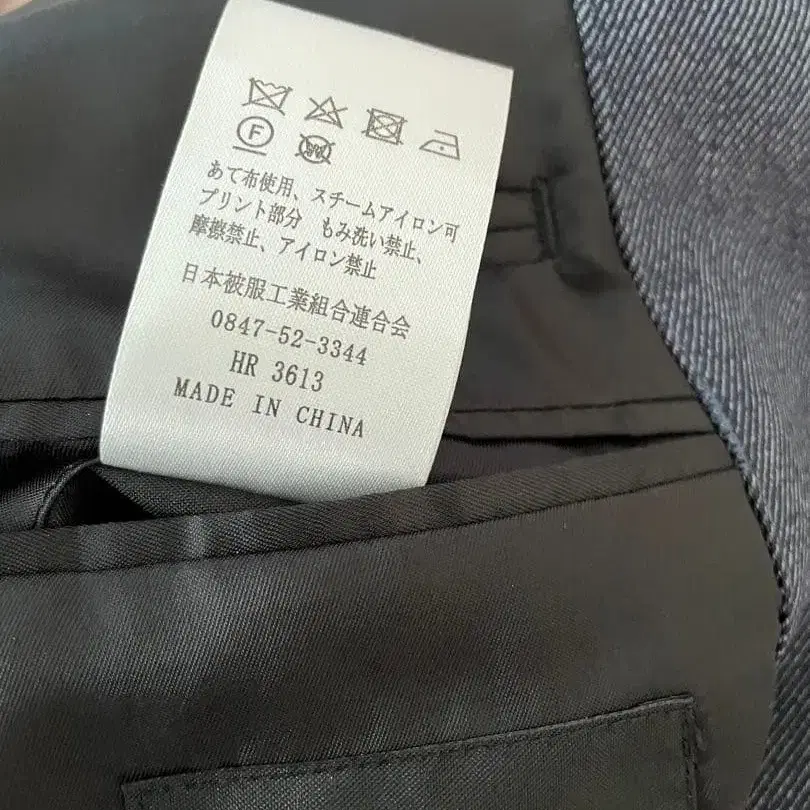 F
W
あて布使用、スチームアイロン可
プリント部分 もみ洗い禁止、
摩擦禁止、アイロン禁止
日本被服工業組合連合会
0847-52-3344
HR 3613
MADE IN CHINA